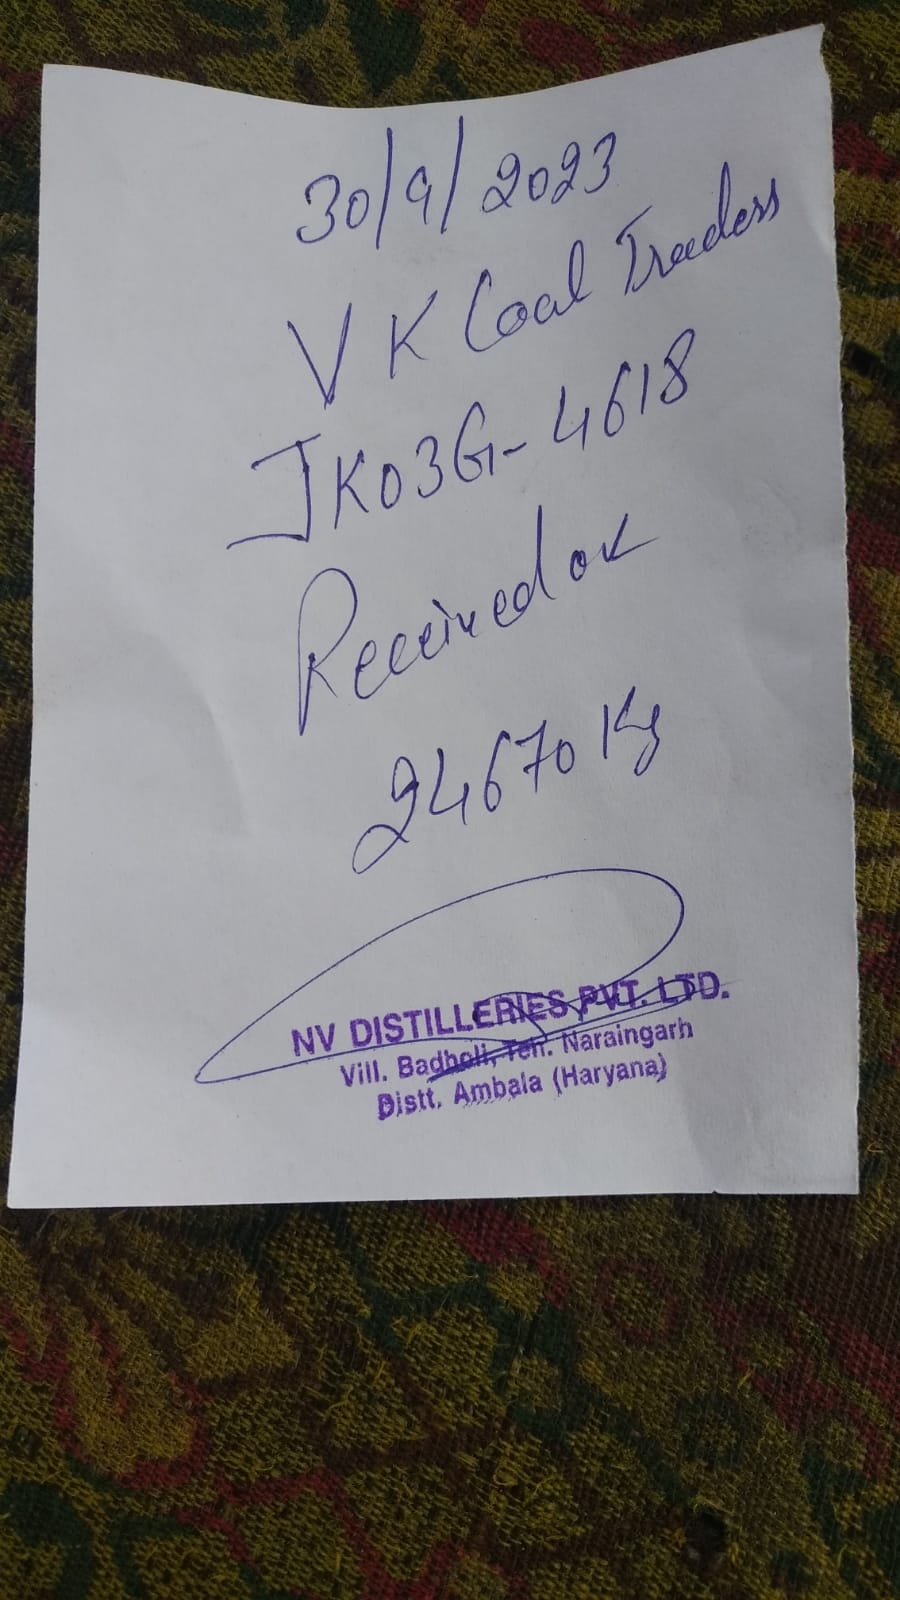 30/9/2023
V K Coal Traders
JK03G-4618
Received ok
24670 Kg
NV DISTILLERIES PVT. LTD.
Vill. Badholi, Teh. Naraingarh
Distt. Ambala (Haryana)